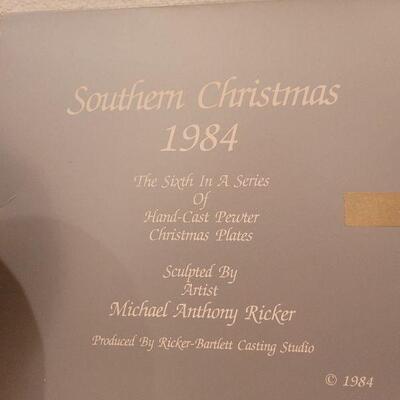 Southern Christmas
1984
The Sixth In A Series
Of
Hand-Cast Pewter
Christmas Plates
Sculpted By
Artist
Michael Anthony Ricker
Produced By Ricker-Bartlett Casting Studio
© 1984